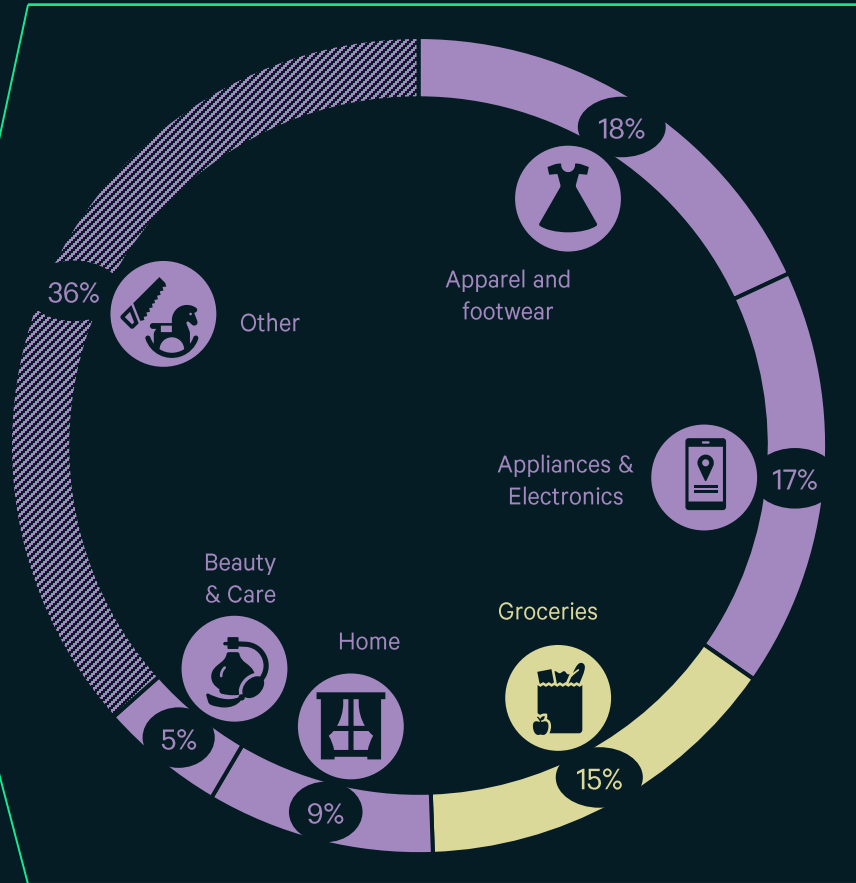 18%
Apparel and
footwear
36%
Other
Appliances &
Electronics
17%
Beauty
& Care
Groceries
Home
5%
15%
9%